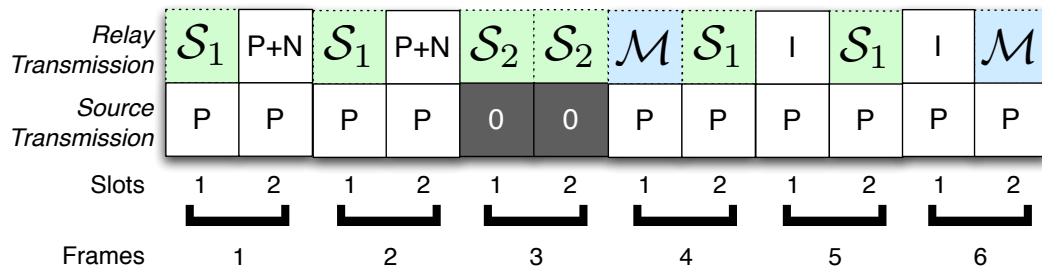 Relay Transmission 𝒮₁ P+N 𝒮₁ P+N 𝒮₂ 𝒮₂ ℳ 𝒮₁ I 𝒮₁ I ℳ
Source Transmission P P P P 0 0 P P P P P P
Slots 1 2 1 2 1 2 1 2 1 2 1 2
Frames 1 2 3 4 5 6